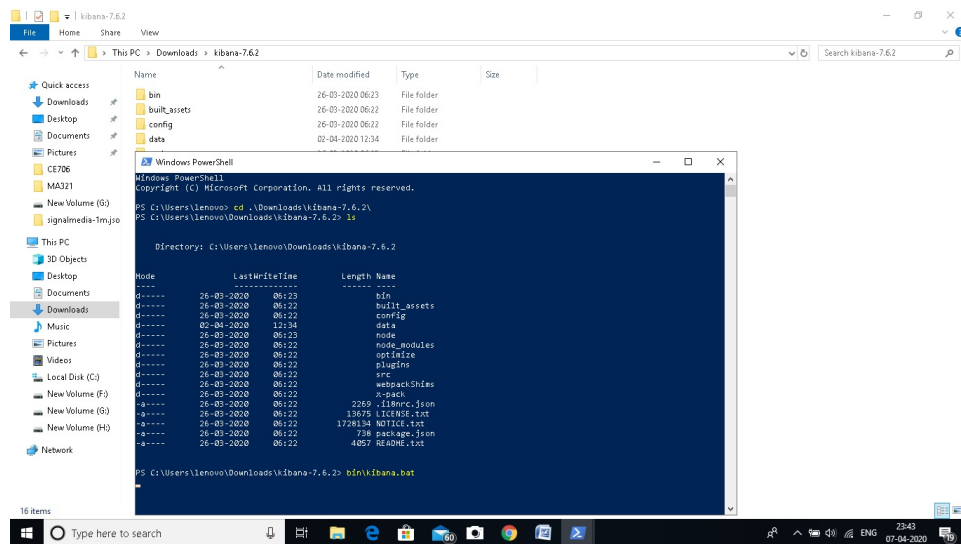 kibana-7.6.2
File Home Share View
This PC > Downloads > kibana-7.6.2
Search kibana-7.6.2
Name Date modified Type Size
Quick access
Downloads
Desktop
Documents
Pictures
CE706
MA321
New Volume (G:)
signalmedia-1m.jso
This PC
3D Objects
Desktop
Documents
Downloads
Music
Pictures
Videos
Local Disk (C:)
New Volume (F:)
New Volume (G:)
New Volume (H:)
Network
bin 26-03-2020 06:23 File folder
built_assets 26-03-2020 06:22 File folder
config 26-03-2020 06:22 File folder
data 02-04-2020 12:34 File folder
Windows PowerShell
Windows PowerShell
Copyright (C) Microsoft Corporation. All rights reserved.
PS C:\Users\lenovo> cd .\Downloads\kibana-7.6.2\
PS C:\Users\lenovo\Downloads\kibana-7.6.2> ls
Directory: C:\Users\lenovo\Downloads\kibana-7.6.2
Mode LastWriteTime Length Name
---- ------------- ------ ----
d----- 26-03-2020 06:23 bin
d----- 26-03-2020 06:22 built_assets
d----- 26-03-2020 06:22 config
d----- 02-04-2020 12:34 data
d----- 26-03-2020 06:23 node
d----- 26-03-2020 06:22 node_modules
d----- 26-03-2020 06:22 optimize
d----- 26-03-2020 06:22 plugins
d----- 26-03-2020 06:22 src
d----- 26-03-2020 06:22 webpackShims
d----- 26-03-2020 06:22 x-pack
-a---- 26-03-2020 06:22 2269 .i18nrc.json
-a---- 26-03-2020 06:22 13675 LICENSE.txt
-a---- 26-03-2020 06:22 1728134 NOTICE.txt
-a---- 26-03-2020 06:22 738 package.json
-a---- 26-03-2020 06:22 4057 README.txt
PS C:\Users\lenovo\Downloads\kibana-7.6.2> bin\kibana.bat
16 items
Type here to search
60
ENG
23:43
07-04-2020
19